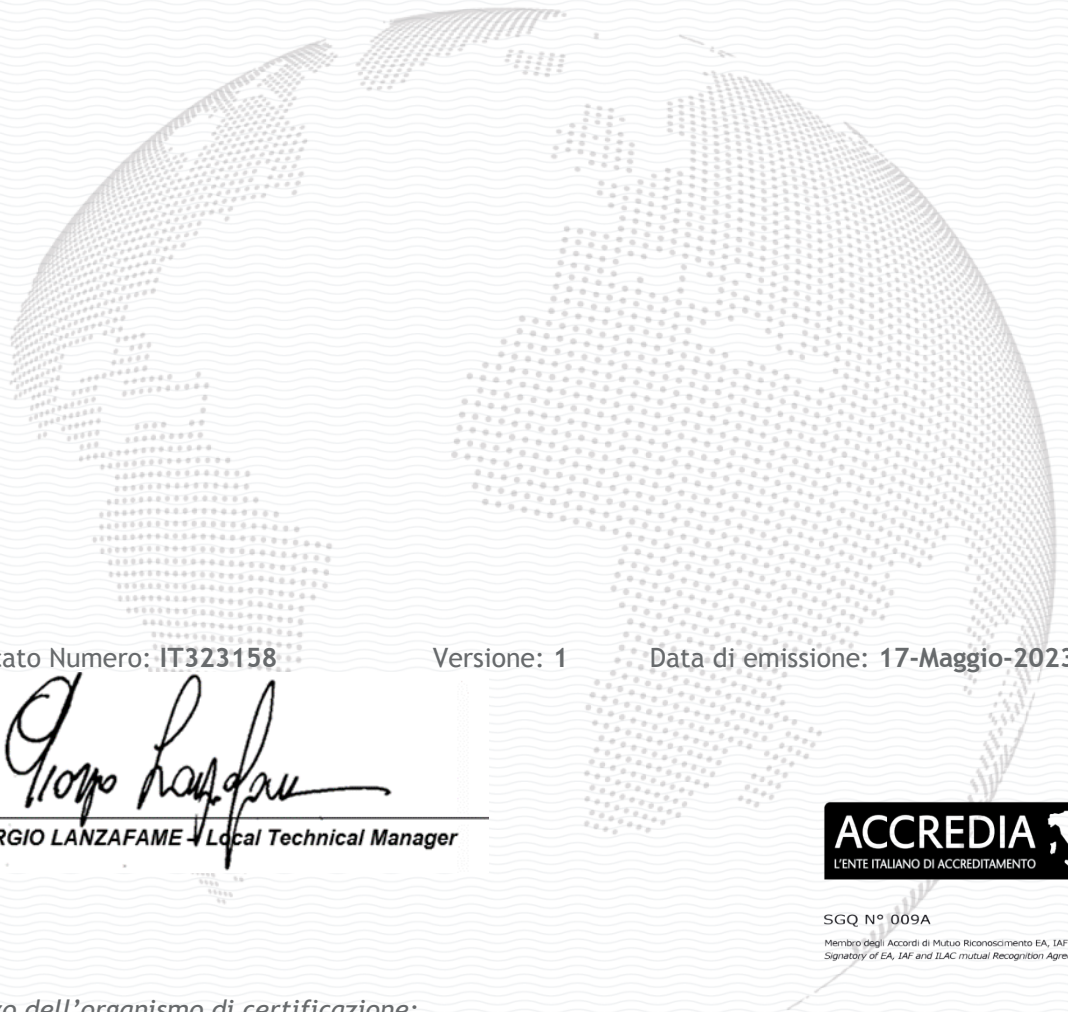 cato Numero: IT323158 Versione: 1 Data di emissione: 17-Maggio-2023
RGIO LANZAFAME - Local Technical Manager
ACCREDIA
L'ENTE ITALIANO DI ACCREDITAMENTO
SGQ N° 009A
Membro degli Accordi di Mutuo Riconoscimento EA, IAF
Signatory of EA, IAF and ILAC mutual Recognition Agre
o dell'organismo di certificazione: